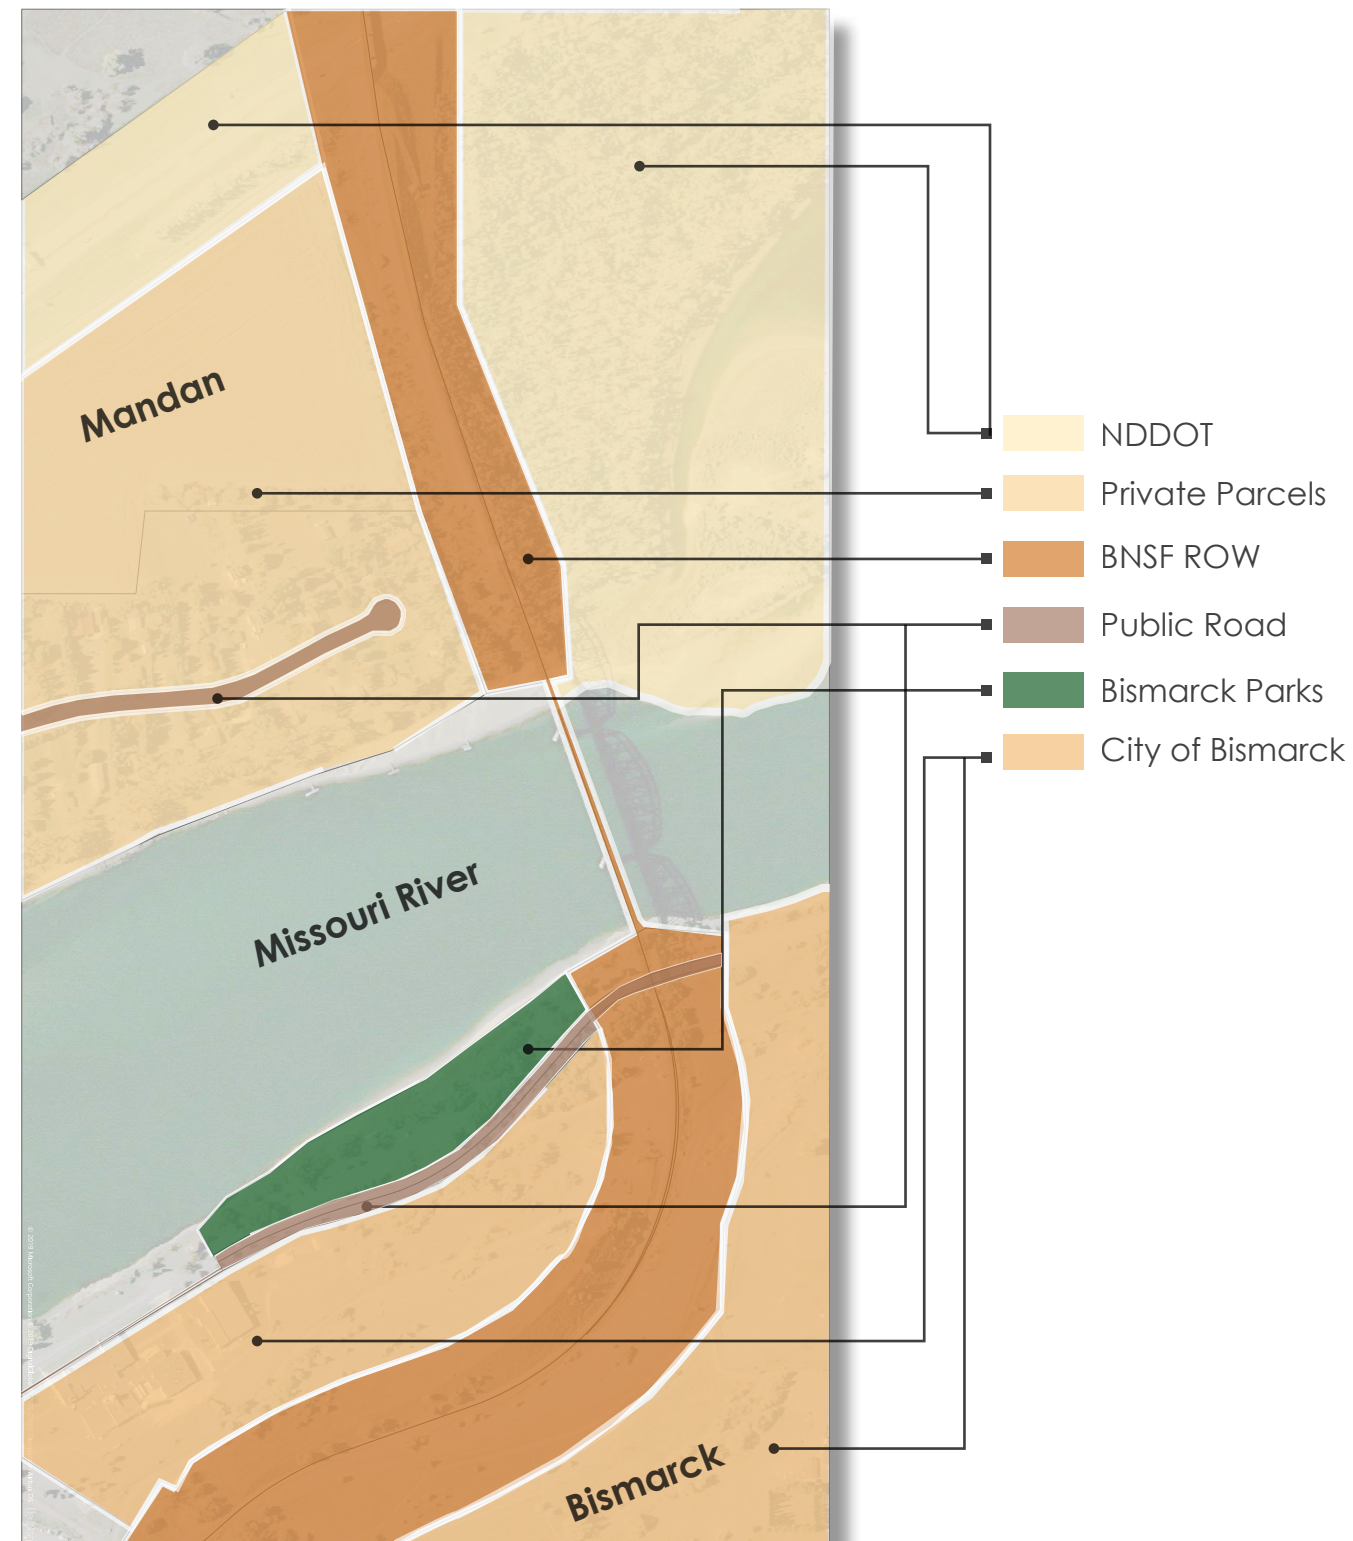 Mandan
Missouri River
Bismarck
NDDOT
Private Parcels
BNSF ROW
Public Road
Bismarck Parks
City of Bismarck